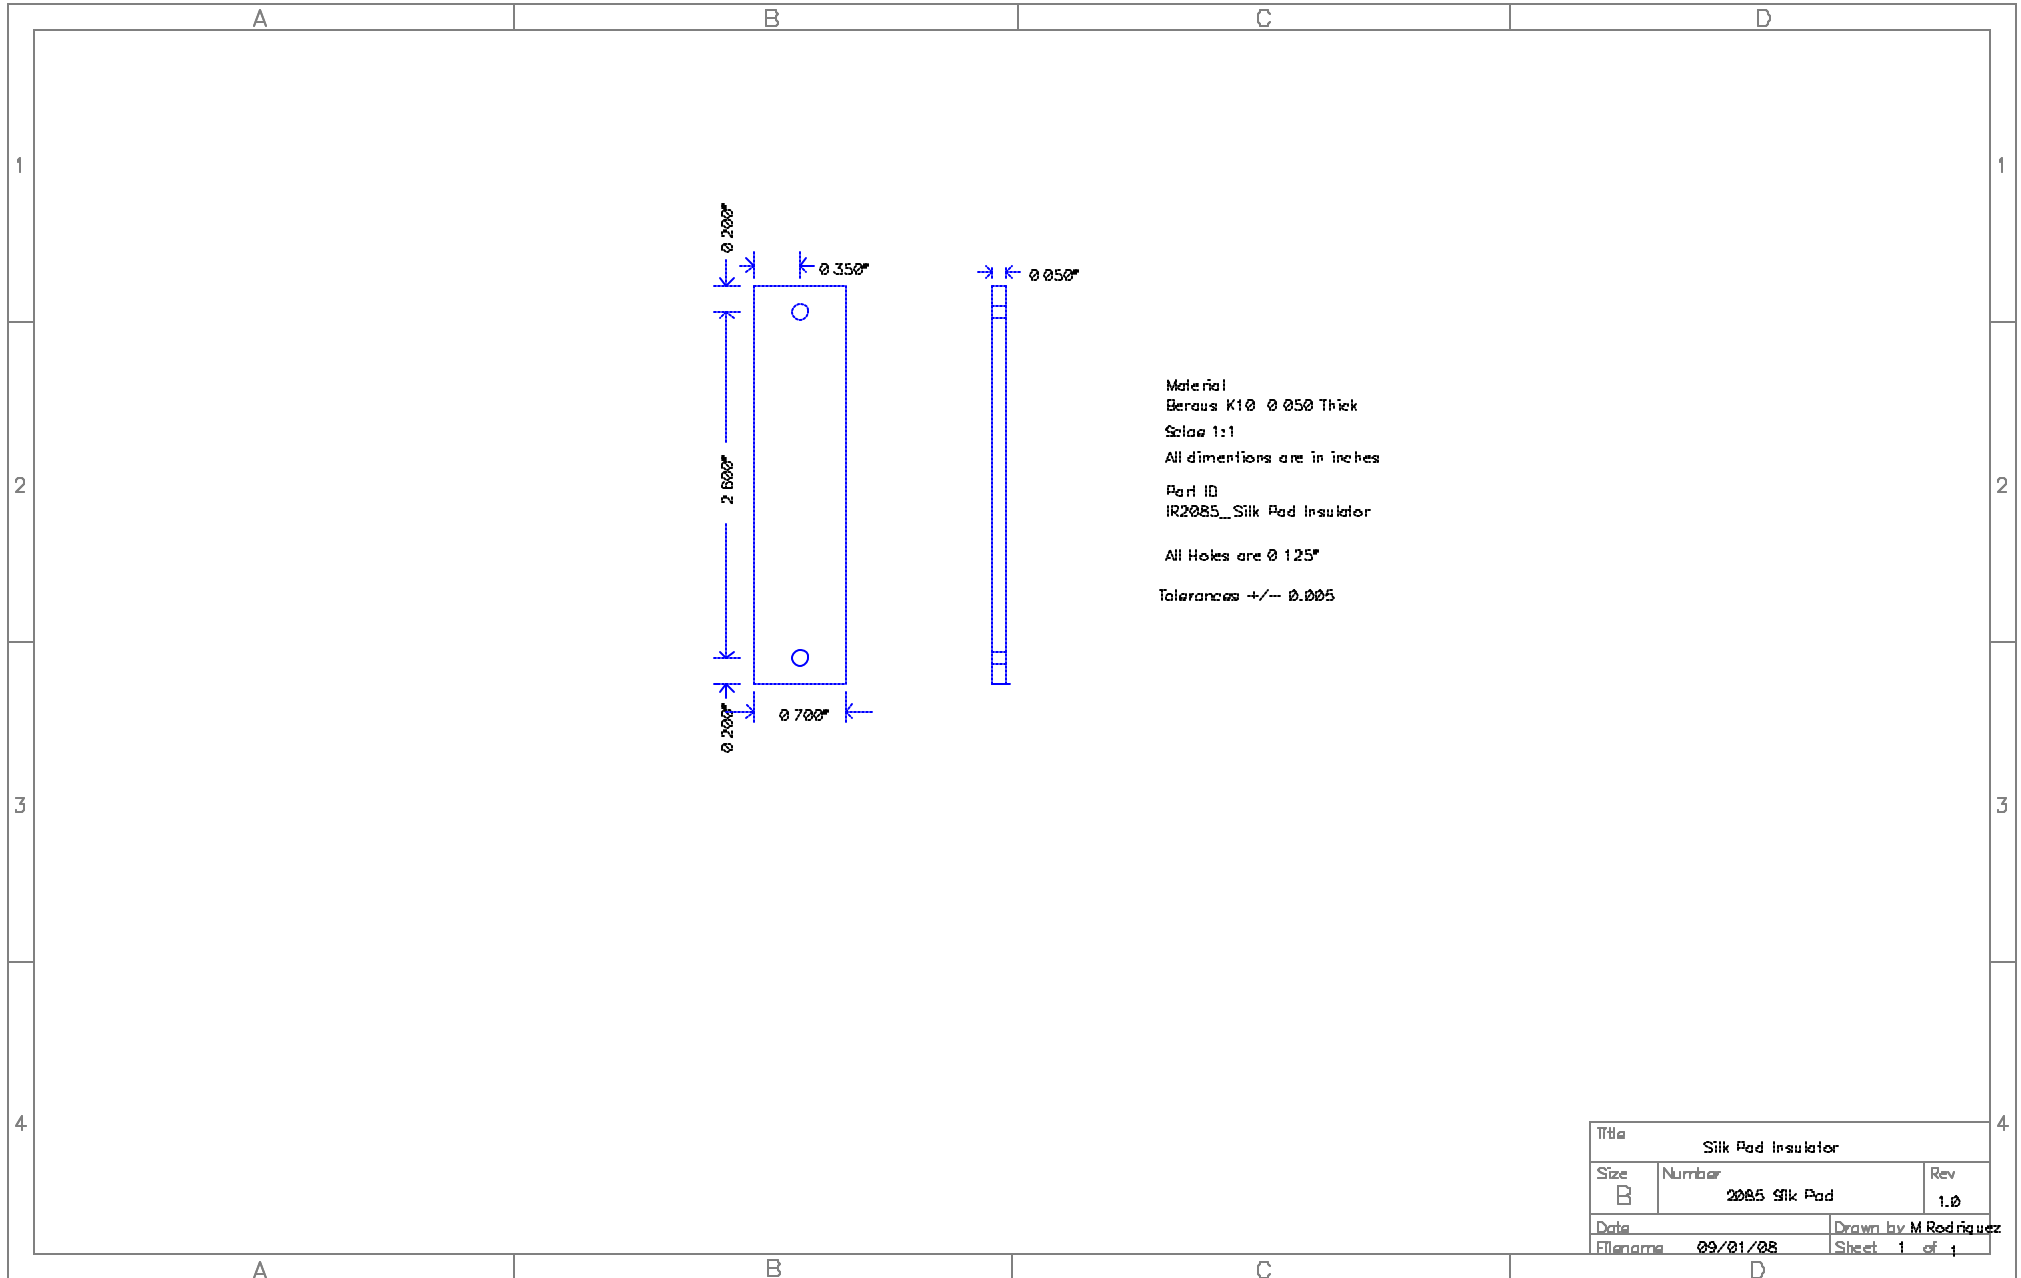 A B C D
1 1
0 200"
0 350"
0 050"
Material
K10 0 050 Thick
Sclae 1:1
All dimentions are in inches
2 2
2 600"
Part ID
IR2085_Silk Pad Insulator
All Holes are 0 125"
Tolerances +/- 0.005
0 200"
0 700"
3 3
4 4
Title
Silk Pad Insulator
Size Number Rev
B 2085 Silk Pad 1.0
Date Drawn by M Rodriguez
Filename 09/01/08 Sheet 1 of 1
A B C D